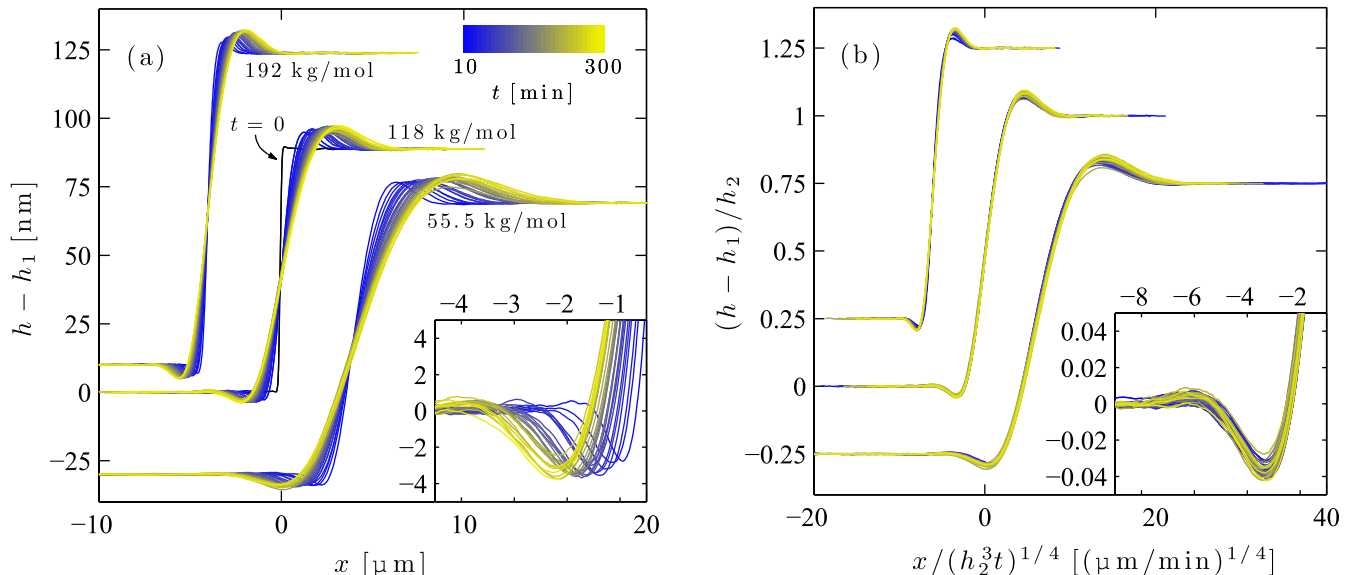 (a)
192 kg/mol
10 300
t [min]
t = 0
118 kg/mol
55.5 kg/mol
125
100
75
50
25
0
−25
h − h1 [nm]
−4 −3 −2 −1
4
2
0
−2
−4
−10 0 10 20
x [μm]
(b)
1.25
1
0.75
0.5
0.25
0
−0.25
(h − h1)/h2
−8 −6 −4 −2
0.04
0.02
0
−0.02
−0.04
−20 0 20 40
x/(h2^3t)^1/4 [(μm/min)^1/4]